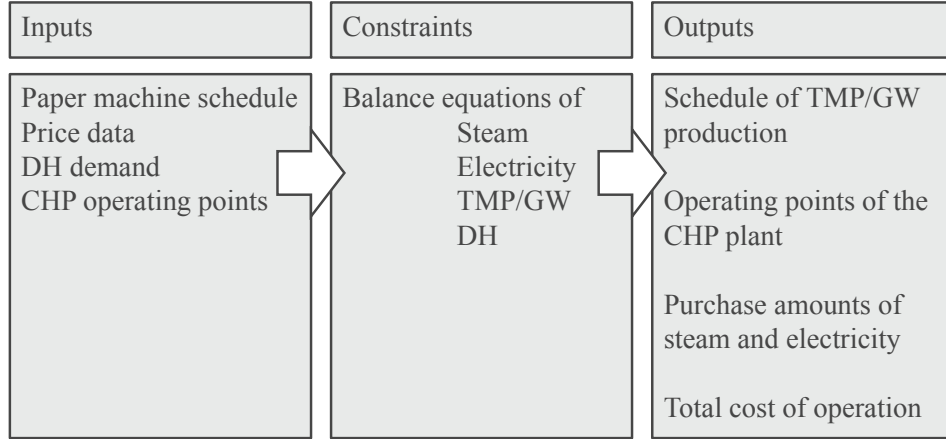 Inputs
Constraints
Outputs
Paper machine schedule
Price data
DH demand
CHP operating points
Balance equations of
Steam
Electricity
TMP/GW
DH
Schedule of TMP/GW
production
Operating points of the
CHP plant
Purchase amounts of
steam and electricity
Total cost of operation